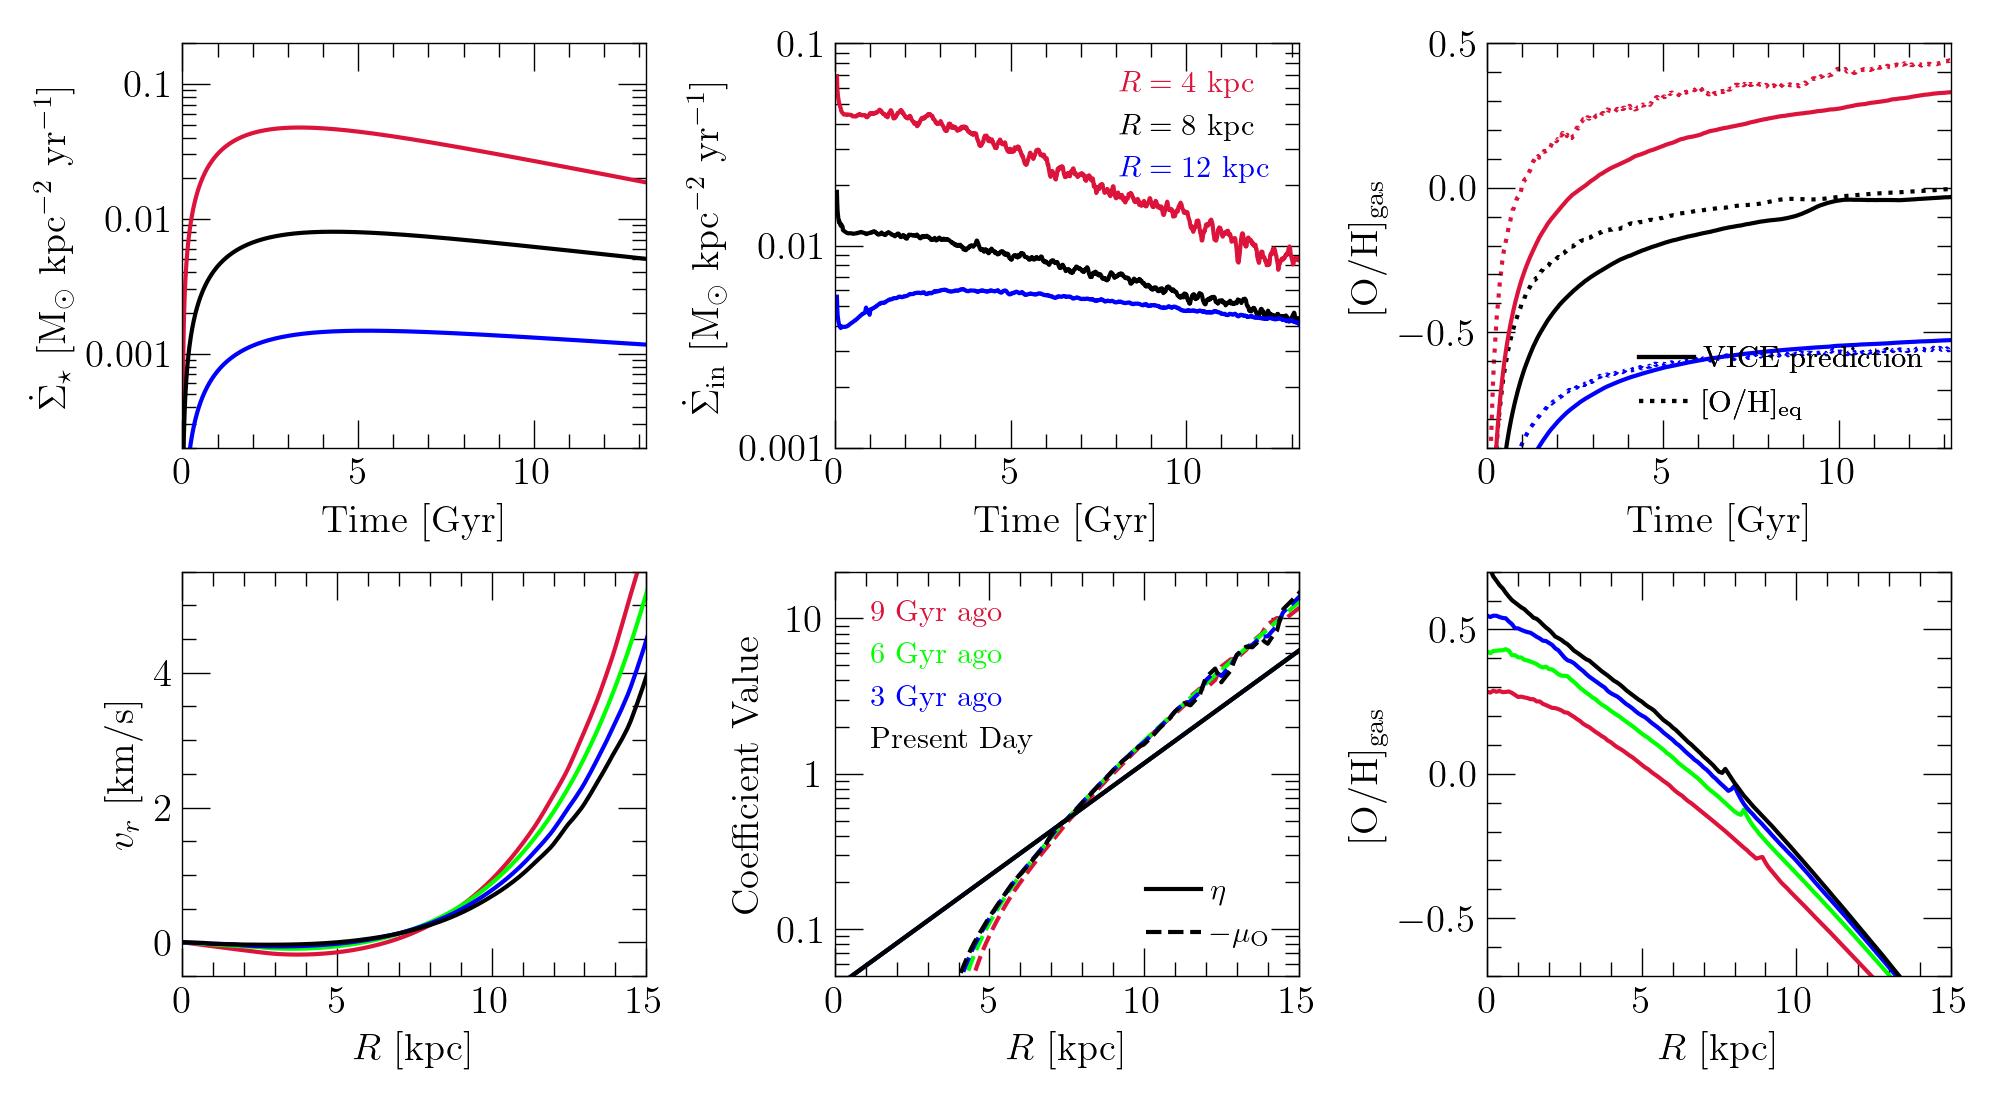 Σ̇⋆ [M⊙ kpc⁻² yr⁻¹]
0.1
0.01
0.001
0 5 10
Time [Gyr]
Σ̇in [M⊙ kpc⁻² yr⁻¹]
0.1
0.01
0.001
R = 4 kpc
R = 8 kpc
R = 12 kpc
0 5 10
Time [Gyr]
[O/H]gas
0.5
0.0
−0.5
VICE prediction
[O/H]eq
0 5 10
Time [Gyr]
vr [km/s]
4
2
0
0 5 10 15
R [kpc]
Coefficient Value
10
1
0.1
9 Gyr ago
6 Gyr ago
3 Gyr ago
Present Day
η
−μO
0 5 10 15
R [kpc]
[O/H]gas
0.5
0.0
−0.5
0 5 10 15
R [kpc]